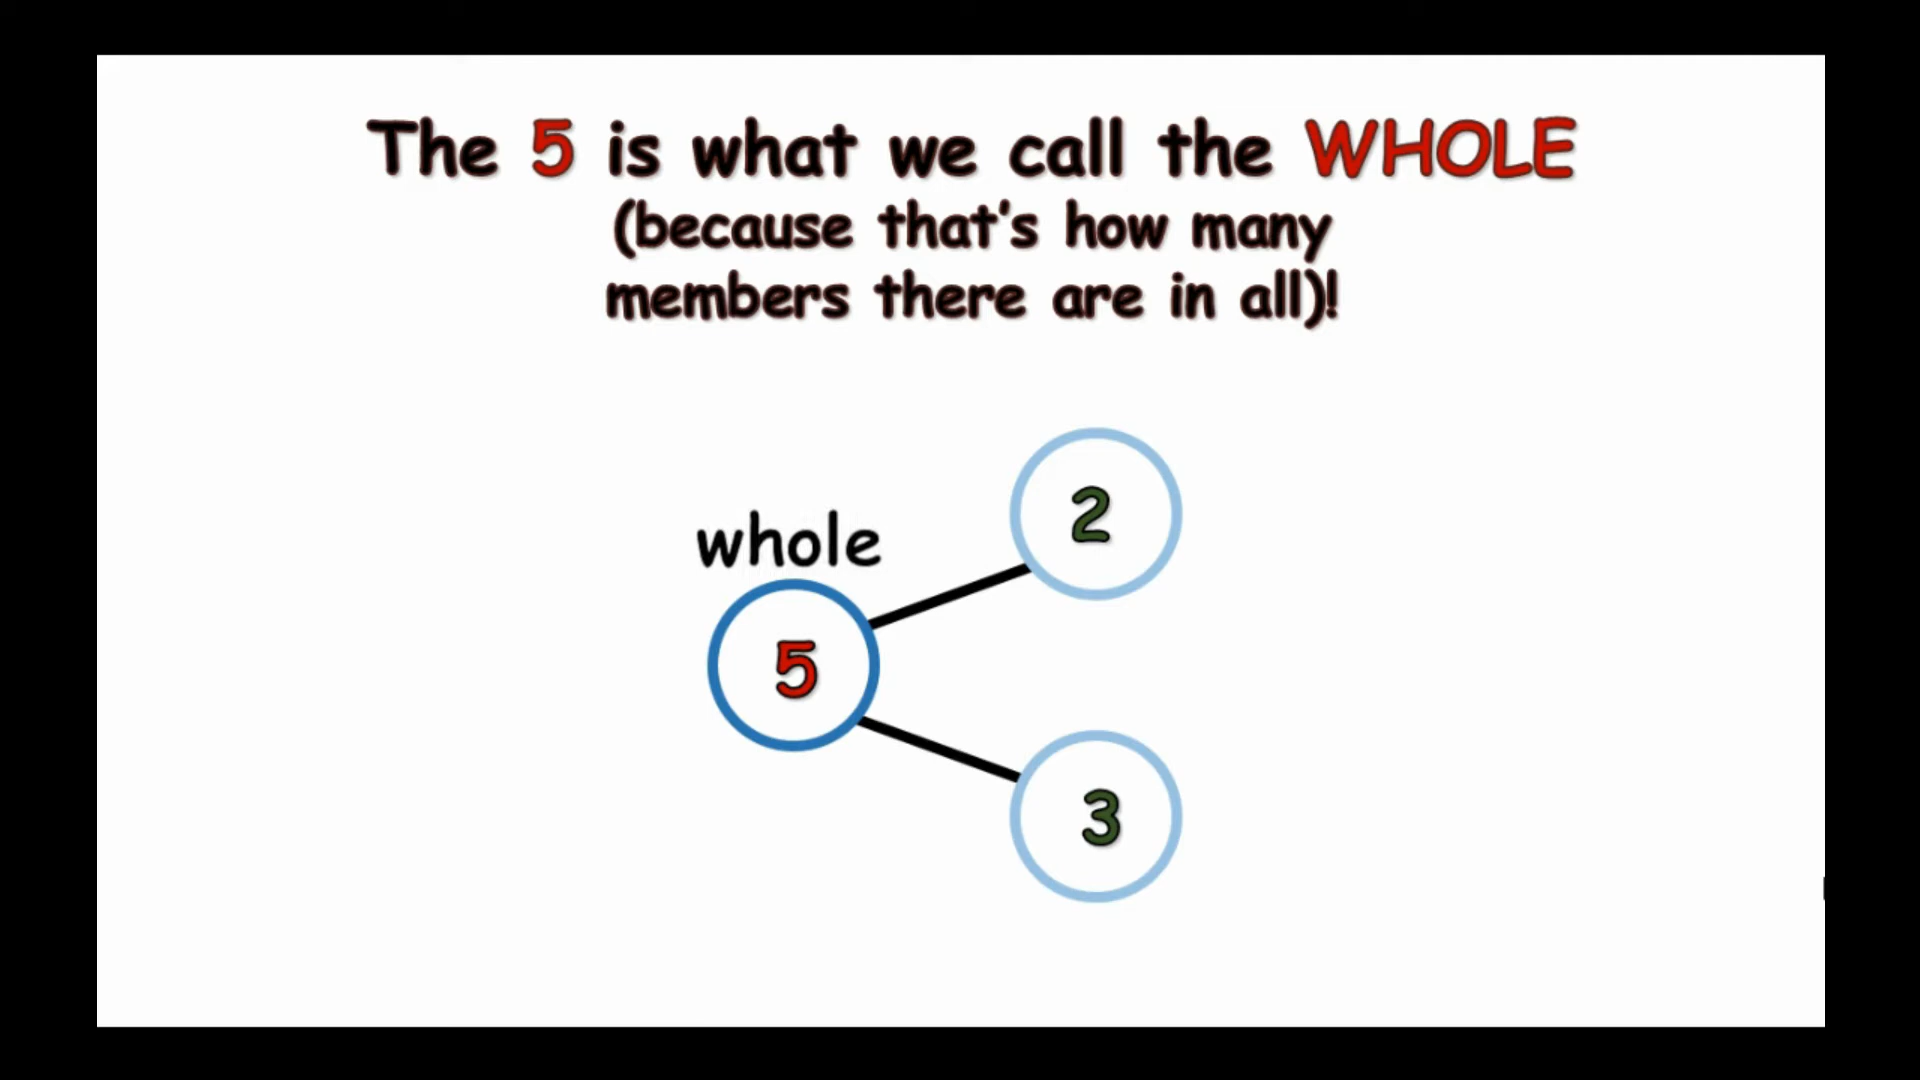 The 5 is what we call the WHOLE
(because that's how many
members there are in all)!
2
whole
5
3